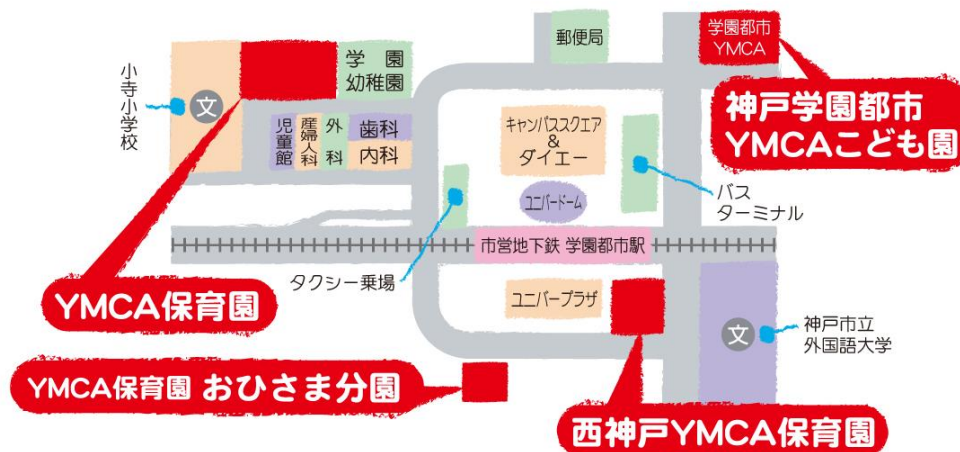 学園都市
YMCA
郵便局
学　園
幼稚園
小寺小学校
文
神戸学園都市
YMCAこども園
児童館
産婦人科
外科
歯科
内科
キャンパススクエア
&
ダイエー
ユニバードーム
バス
ターミナル
市営地下鉄 学園都市駅
タクシー乗場
YMCA保育園
ユニバープラザ
文
神戸市立
外国語大学
YMCA保育園 おひさま分園
西神戸YMCA保育園